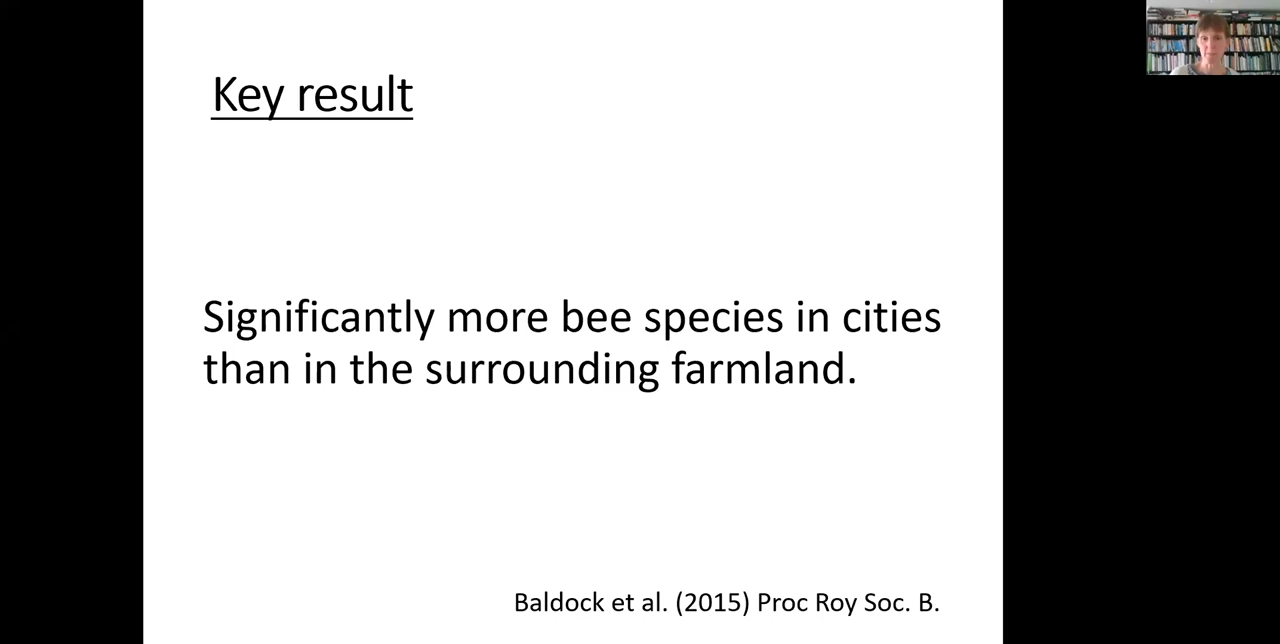 Key result
Significantly more bee species in cities
than in the surrounding farmland.
Baldock et al. (2015) Proc Roy Soc. B.